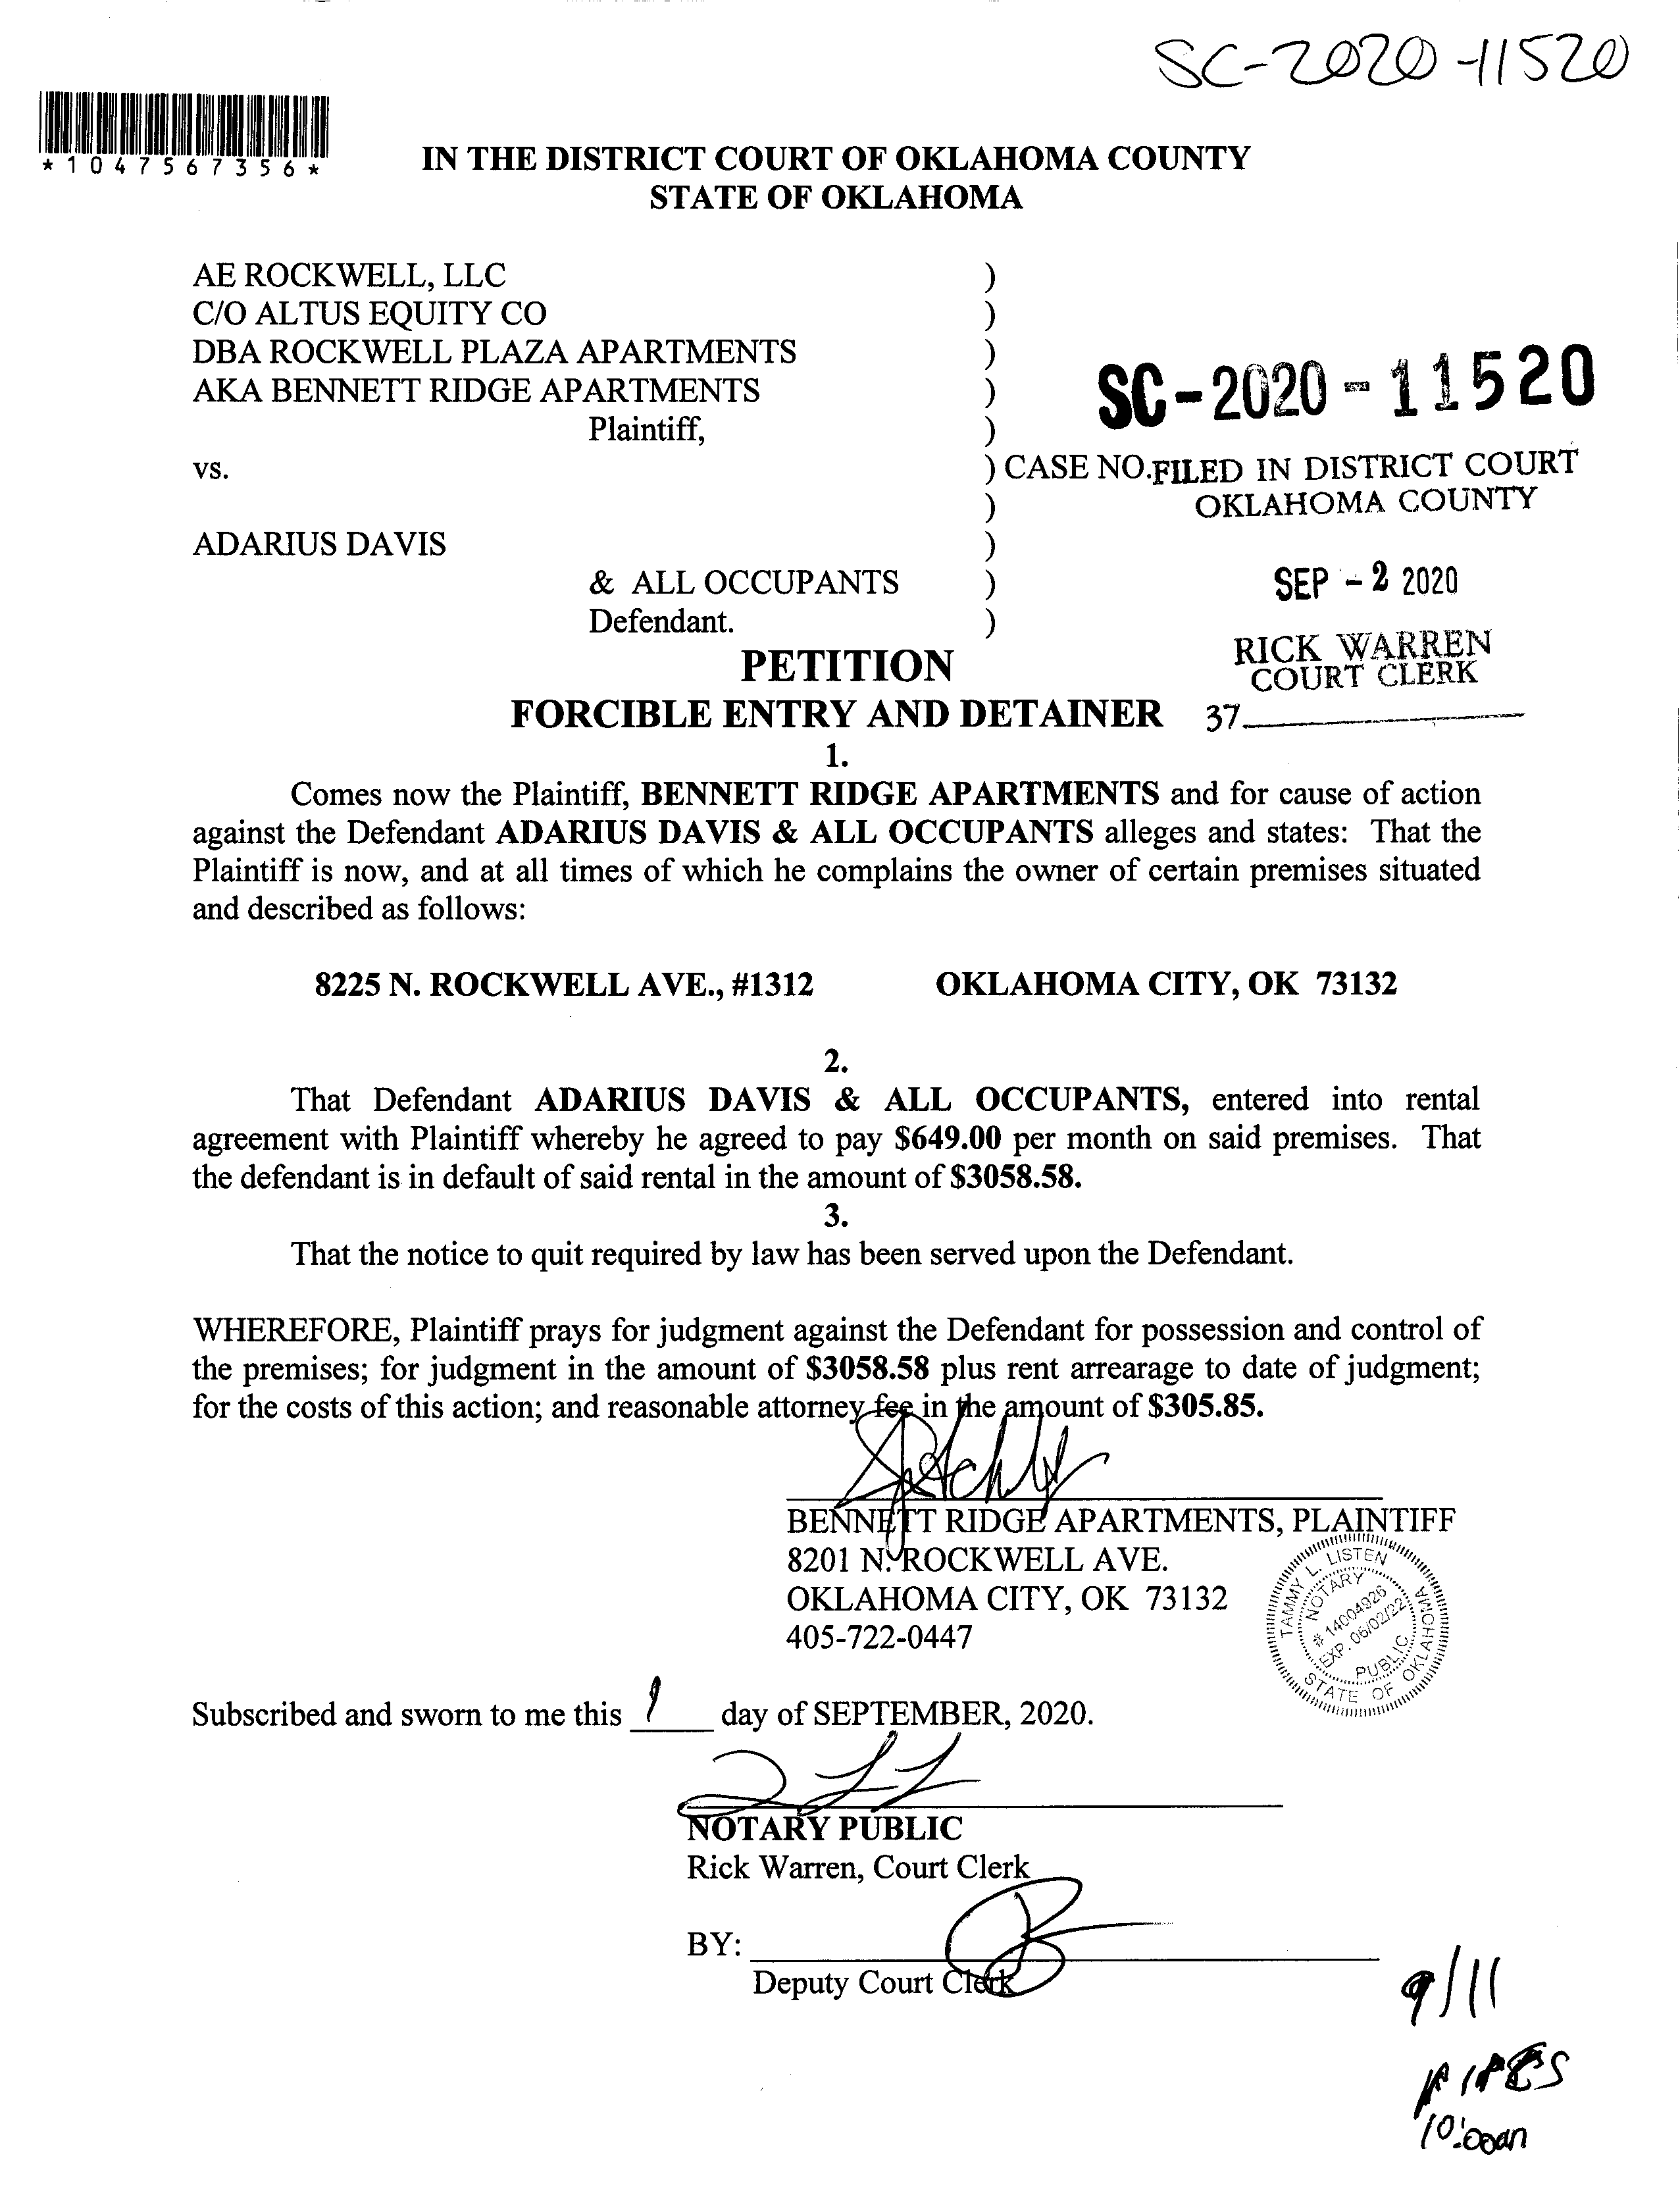 SC-2020-11520
*1047567356*
IN THE DISTRICT COURT OF OKLAHOMA COUNTY
STATE OF OKLAHOMA
AE ROCKWELL, LLC )
C/O ALTUS EQUITY CO )
DBA ROCKWELL PLAZA APARTMENTS )
AKA BENNETT RIDGE APARTMENTS )
SC-2020-11520
Plaintiff, )
vs. ) CASE NO. FILED IN DISTRICT COURT
) OKLAHOMA COUNTY
ADARIUS DAVIS )
& ALL OCCUPANTS ) SEP -2 2020
Defendant. )
RICK WARREN
COURT CLERK
37
PETITION
FORCIBLE ENTRY AND DETAINER
1.
Comes now the Plaintiff, BENNETT RIDGE APARTMENTS and for cause of action
against the Defendant ADARIUS DAVIS & ALL OCCUPANTS alleges and states: That the
Plaintiff is now, and at all times of which he complains the owner of certain premises situated
and described as follows:
8225 N. ROCKWELL AVE., #1312 OKLAHOMA CITY, OK 73132
2.
That Defendant ADARIUS DAVIS & ALL OCCUPANTS, entered into rental
agreement with Plaintiff whereby he agreed to pay $649.00 per month on said premises. That
the defendant is in default of said rental in the amount of $3058.58.
3.
That the notice to quit required by law has been served upon the Defendant.
WHEREFORE, Plaintiff prays for judgment against the Defendant for possession and control of
the premises; for judgment in the amount of $3058.58 plus rent arrearage to date of judgment;
for the costs of this action; and reasonable attorney fee in the amount of $305.85.
BENNETT RIDGE APARTMENTS, PLAINTIFF
8201 N. ROCKWELL AVE.
OKLAHOMA CITY, OK 73132
405-722-0447
TAMMY L. LISTEN
NOTARY
# 14004926
EXP. 06/02/22
PUBLIC
STATE OF OKLAHOMA
Subscribed and sworn to me this 1 day of SEPTEMBER, 2020.
NOTARY PUBLIC
Rick Warren, Court Clerk
BY:
Deputy Court Clerk
9/11
PIPES
10:00am